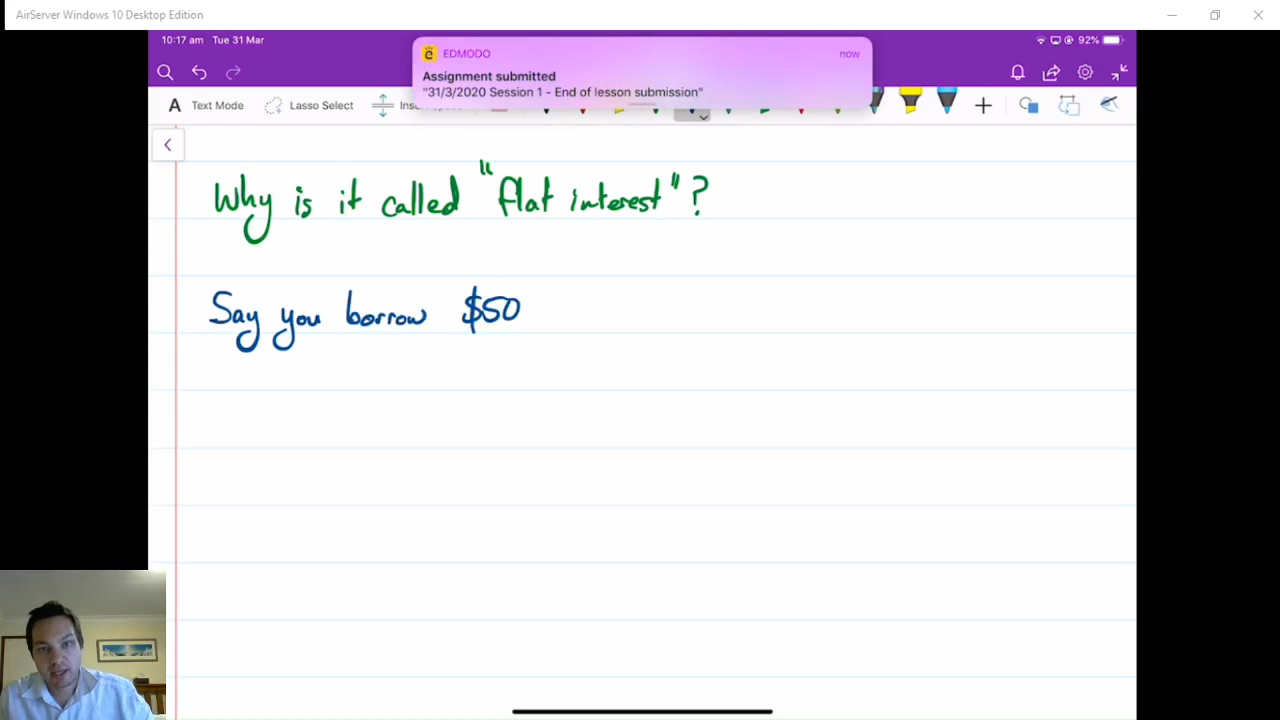 AirServer Windows 10 Desktop Edition
10:17 am Tue 31 Mar
92%
EDMODO
now
Assignment submitted
"31/3/2020 Session 1 - End of lesson submission"
A Text Mode
Lasso Select
Why is it called "flat interest"?
Say you borrow $50